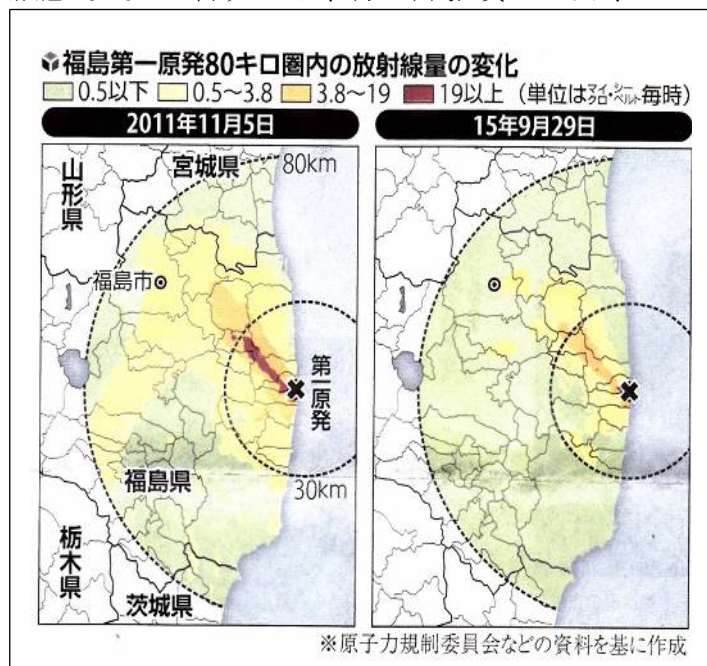 福島第一原発80キロ圏内の放射線量の変化
0.5以下 0.5〜3.8 3.8〜19 19以上 (単位はマイクロ・シーベルト毎時)
2011年11月5日
山形県
宮城県
80km
福島市
第一原発
福島県
30km
栃木県
茨城県
15年9月29日
※原子力規制委員会などの資料を基に作成